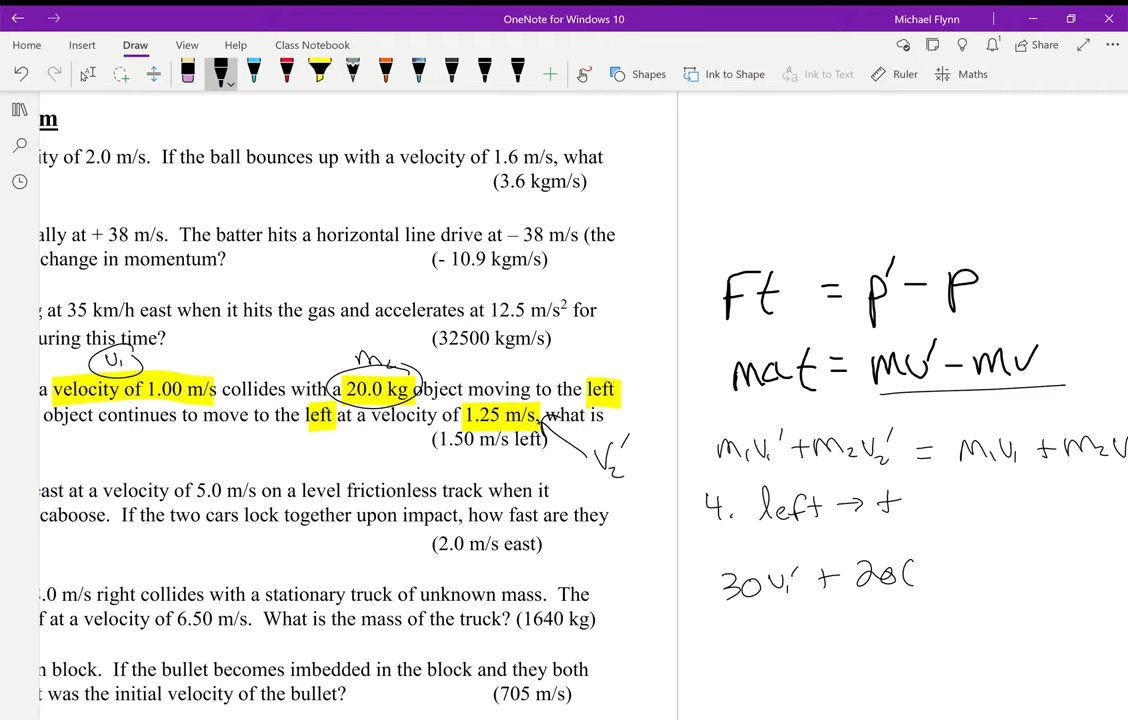 OneNote for Windows 10
Michael Flynn
Home Insert Draw View Help Class Notebook
Share
Shapes Ink to Shape Ink to Text Ruler Maths
m
ity of 2.0 m/s. If the ball bounces up with a velocity of 1.6 m/s, what
(3.6 kgm/s)
ally at + 38 m/s. The batter hits a horizontal line drive at – 38 m/s (the
change in momentum?
(- 10.9 kgm/s)
g at 35 km/h east when it hits the gas and accelerates at 12.5 m/s² for
uring this time?
(32500 kgm/s)
v₁
m₂
a velocity of 1.00 m/s collides with a 20.0 kg object moving to the left
object continues to move to the left at a velocity of 1.25 m/s, what is
(1.50 m/s left)
v₂'
east at a velocity of 5.0 m/s on a level frictionless track when it
caboose. If the two cars lock together upon impact, how fast are they
(2.0 m/s east)
.0 m/s right collides with a stationary truck of unknown mass. The
f at a velocity of 6.50 m/s. What is the mass of the truck? (1640 kg)
n block. If the bullet becomes imbedded in the block and they both
t was the initial velocity of the bullet?
(705 m/s)
Ft = p' - p
mat = mv' - mv
m₁v₁' + m₂v₂' = m₁v₁ + m₂v
4. left → +
30v₁' + 20(